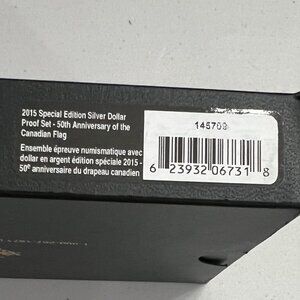 2015 Special Edition Silver Dollar
Proof Set - 50th Anniversary of the
Canadian Flag
Ensemble épreuve numismatique avec
dollar en argent édition spéciale 2015 -
50e anniversaire du drapeau canadien
145709
6 23932 06731 8